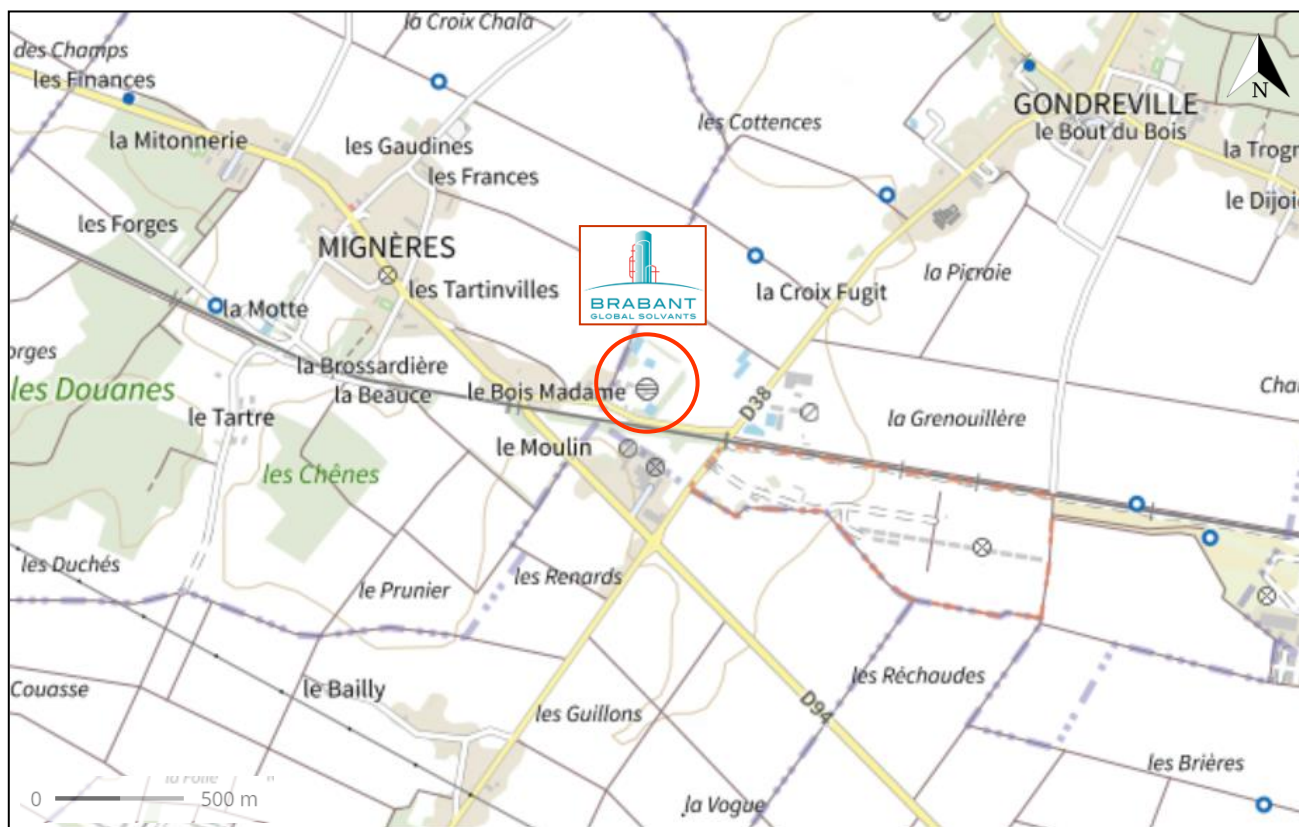 la Croix Chala
des Champs
les Finances
N
GONDREVILLE
le Bout du Bois
les Cottences
la Mitonnerie
les Gaudines
la Trogn
les Frances
le Dijoie
les Forges
MIGNÈRES
la Picraie
les Tartinvilles
la Croix Fugit
BRABANT
GLOBAL SOLVANTS
la Motte
orges
la Brossardière
les Douanes
la Beauce
le Bois Madame
Cha
D38
le Tartre
la Grenouillère
le Moulin
les Chênes
les Duchés
les Renards
le Prunier
les Réchaudes
Couasse
le Bailly
D94
les Guillons
les Brières
la Folie
0
500 m
la Vogue